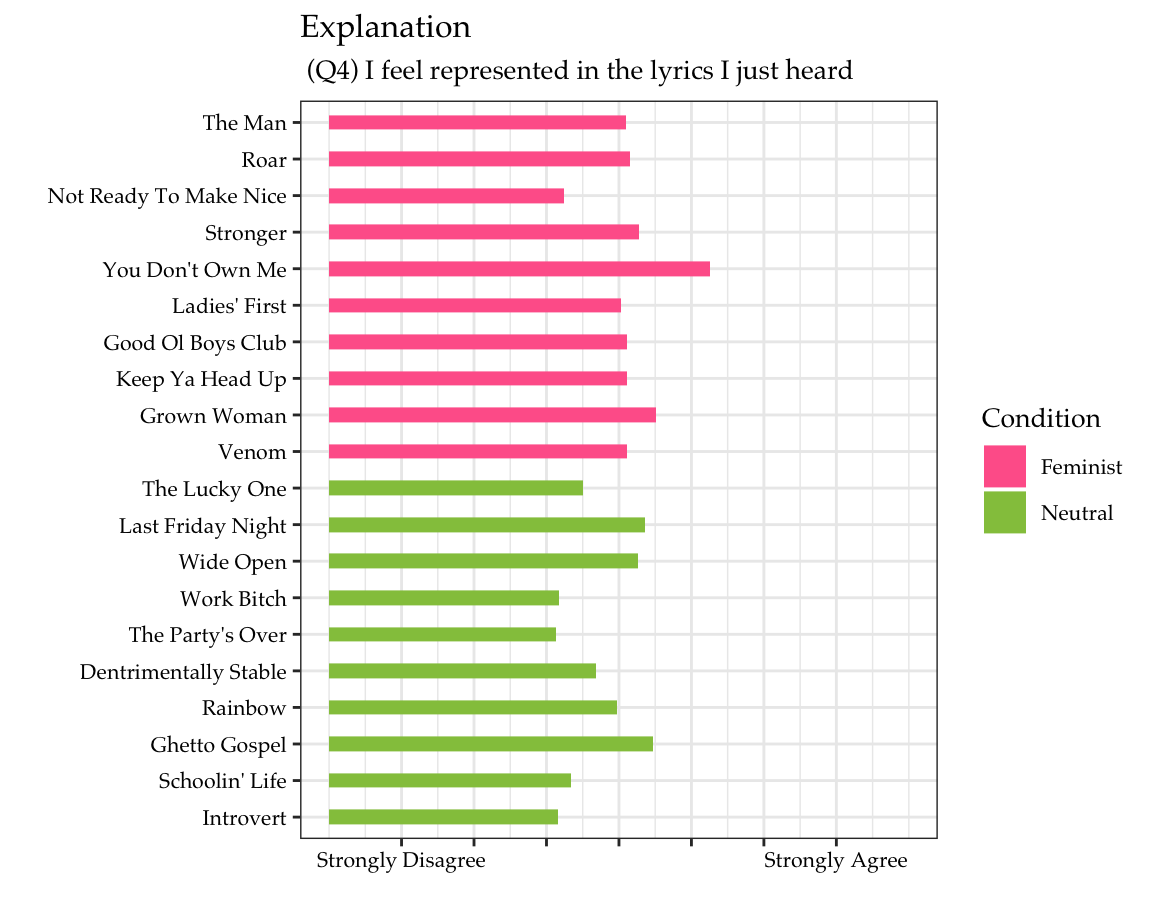 Explanation
(Q4) I feel represented in the lyrics I just heard
The Man
Roar
Not Ready To Make Nice
Stronger
You Don't Own Me
Ladies' First
Good Ol Boys Club
Keep Ya Head Up
Grown Woman
Venom
The Lucky One
Last Friday Night
Wide Open
Work Bitch
The Party's Over
Dentrimentally Stable
Rainbow
Ghetto Gospel
Schoolin' Life
Introvert
Strongly Disagree
Strongly Agree
Condition
Feminist
Neutral